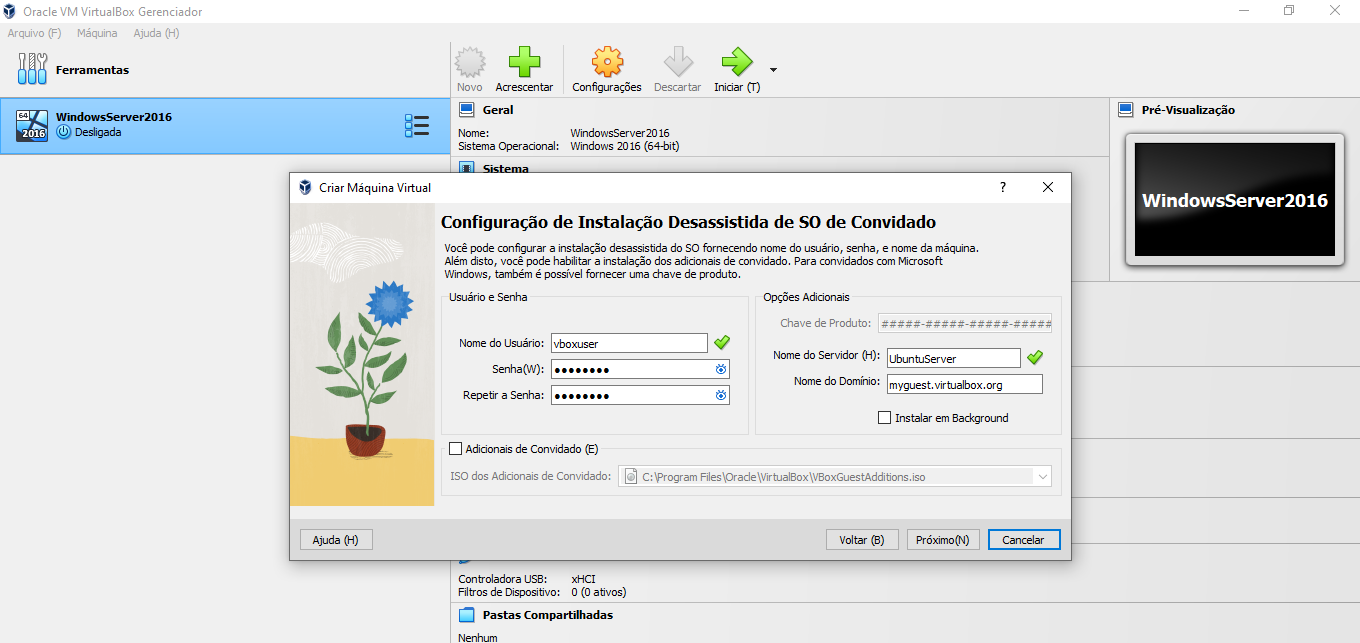 Oracle VM VirtualBox Gerenciador
Arquivo (F) Máquina Ajuda (H)
Ferramentas
Novo Acrescentar Configurações Descartar Iniciar (T)
64
2016
WindowsServer2016
Desligada
Geral
Nome: WindowsServer2016
Sistema Operacional: Windows 2016 (64-bit)
Sistema
Pré-Visualização
WindowsServer2016
Criar Máquina Virtual
?
Configuração de Instalação Desassistida de SO de Convidado
Você pode configurar a instalação desassistida do SO fornecendo nome do usuário, senha, e nome da máquina.
Além disto, você pode habilitar a instalação dos adicionais de convidado. Para convidados com Microsoft
Windows, também é possível fornecer uma chave de produto.
Usuário e Senha
Nome do Usuário: vboxuser
Senha(W): ●●●●●●●●
Repetir a Senha: ●●●●●●●●
Opções Adicionais
Chave de Produto: #####-#####-#####-#####
Nome do Servidor (H): UbuntuServer
Nome do Domínio: myguest.virtualbox.org
Instalar em Background
Adicionais de Convidado (E)
ISO dos Adicionais de Convidado: C:\Program Files\Oracle\VirtualBox\VBoxGuestAdditions.iso
Ajuda (H) Voltar (B) Próximo(N) Cancelar
Controladora USB: xHCI
Filtros de Dispositivo: 0 (0 ativos)
Pastas Compartilhadas
Nenhum